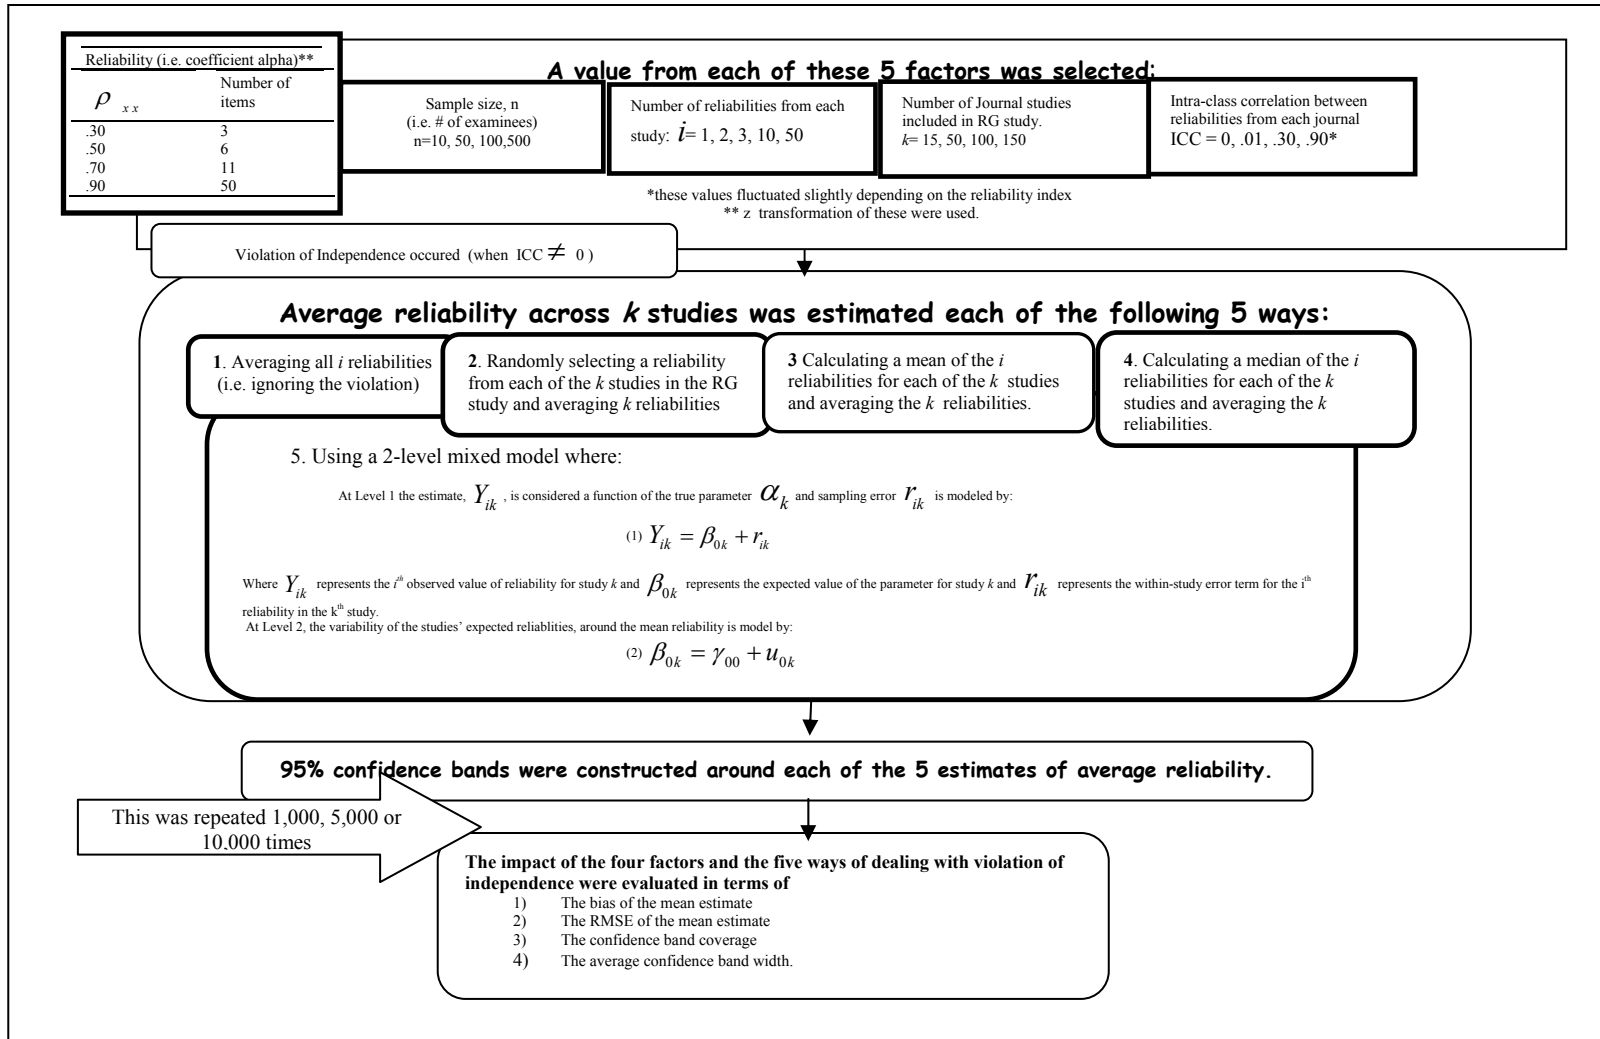 A value from each of these 5 factors was selected:
Reliability (i.e. coefficient alpha)**
ρ xx Number of items
.30 3
.50 6
.70 11
.90 50
Sample size, n
(i.e. # of examinees)
n=10, 50, 100,500
Number of reliabilities from each
study: i= 1, 2, 3, 10, 50
Number of Journal studies
included in RG study.
k= 15, 50, 100, 150
Intra-class correlation between
reliabilities from each journal
ICC = 0, .01, .30, .90*
*these values fluctuated slightly depending on the reliability index
** z transformation of these were used.
Violation of Independence occured (when ICC ≠ 0 )
Average reliability across k studies was estimated each of the following 5 ways:
1. Averaging all i reliabilities
(i.e. ignoring the violation)
2. Randomly selecting a reliability
from each of the k studies in the RG
study and averaging k reliabilities
3 Calculating a mean of the i
reliabilities for each of the k studies
and averaging the k reliabilities.
4. Calculating a median of the i
reliabilities for each of the k
studies and averaging the k
reliabilities.
5. Using a 2-level mixed model where:
At Level 1 the estimate, Y_ik , is considered a function of the true parameter α_k and sampling error r_ik is modeled by:
(1) Y_ik = β_0k + r_ik
Where Y_ik represents the i^th observed value of reliability for study k and β_0k represents the expected value of the parameter for study k and r_ik represents the within-study error term for the i^th
reliability in the k^th study.
At Level 2, the variability of the studies’ expected reliablities, around the mean reliability is model by:
(2) β_0k = γ_00 + u_0k
95% confidence bands were constructed around each of the 5 estimates of average reliability.
This was repeated 1,000, 5,000 or
10,000 times
The impact of the four factors and the five ways of dealing with violation of
independence were evaluated in terms of
1) The bias of the mean estimate
2) The RMSE of the mean estimate
3) The confidence band coverage
4) The average confidence band width.